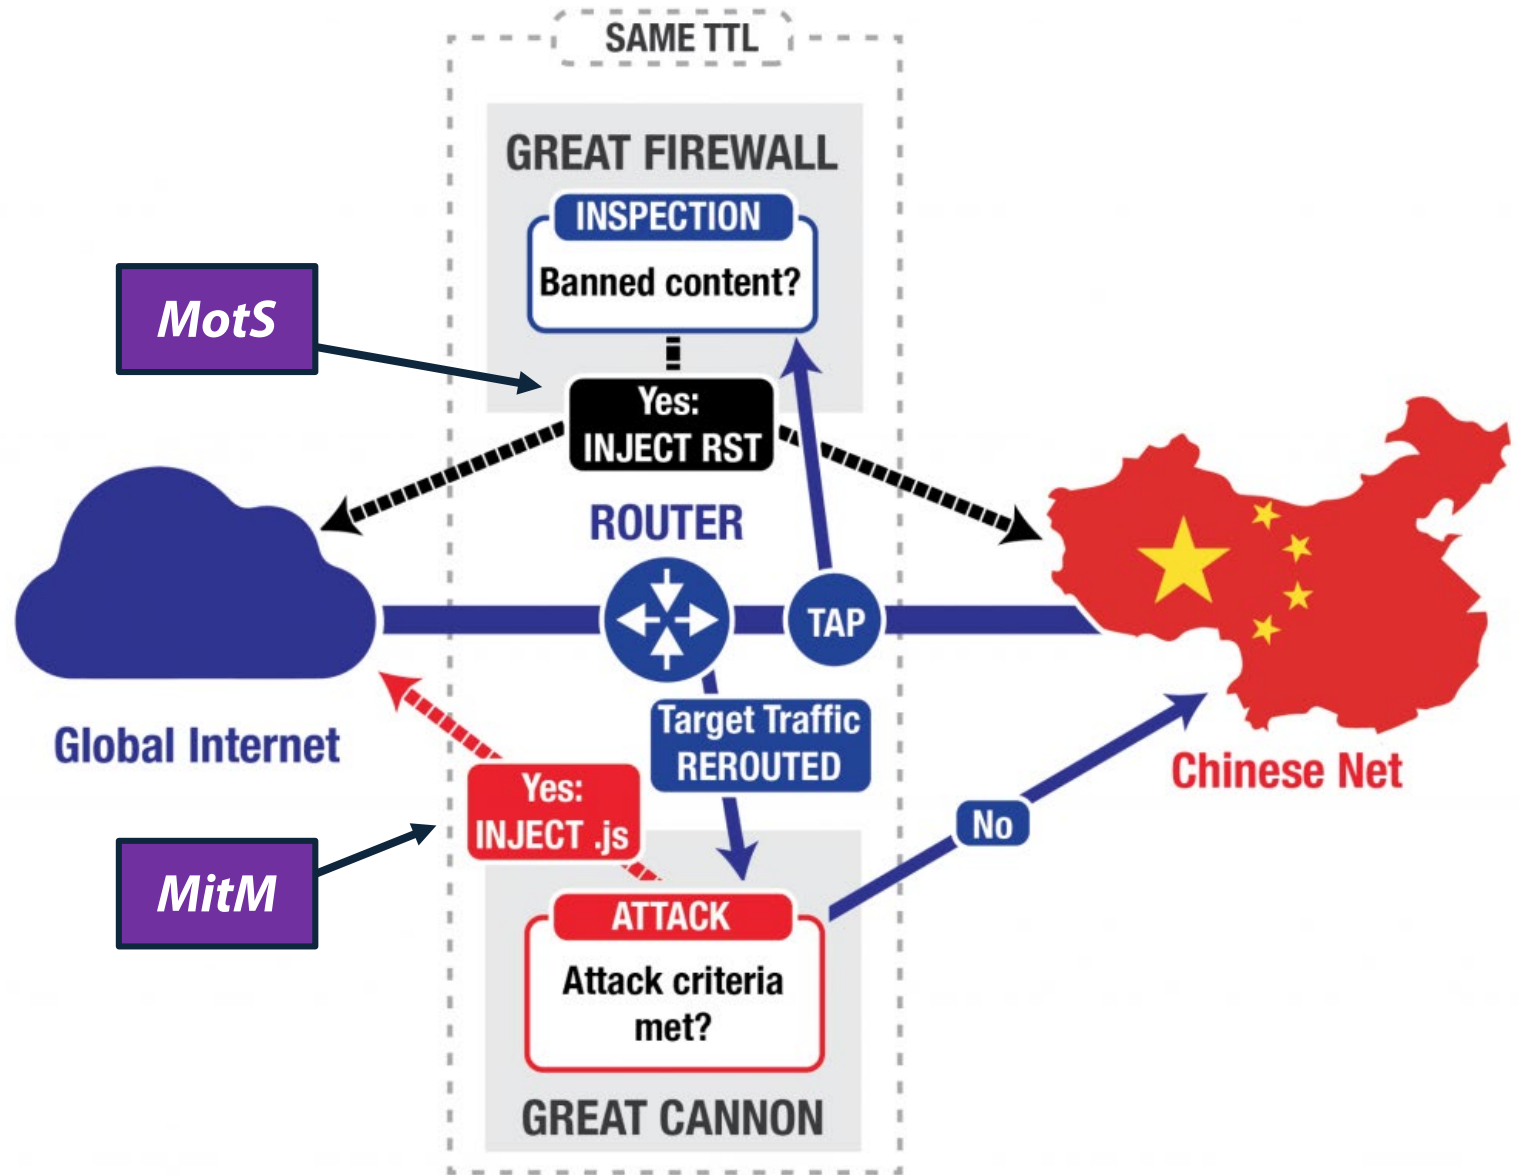 SAME TTL
GREAT FIREWALL
INSPECTION
Banned content?
MotS
Yes:
INJECT RST
ROUTER
TAP
Global Internet
Target Traffic
REROUTED
Chinese Net
Yes:
INJECT .js
No
MitM
ATTACK
Attack criteria
met?
GREAT CANNON